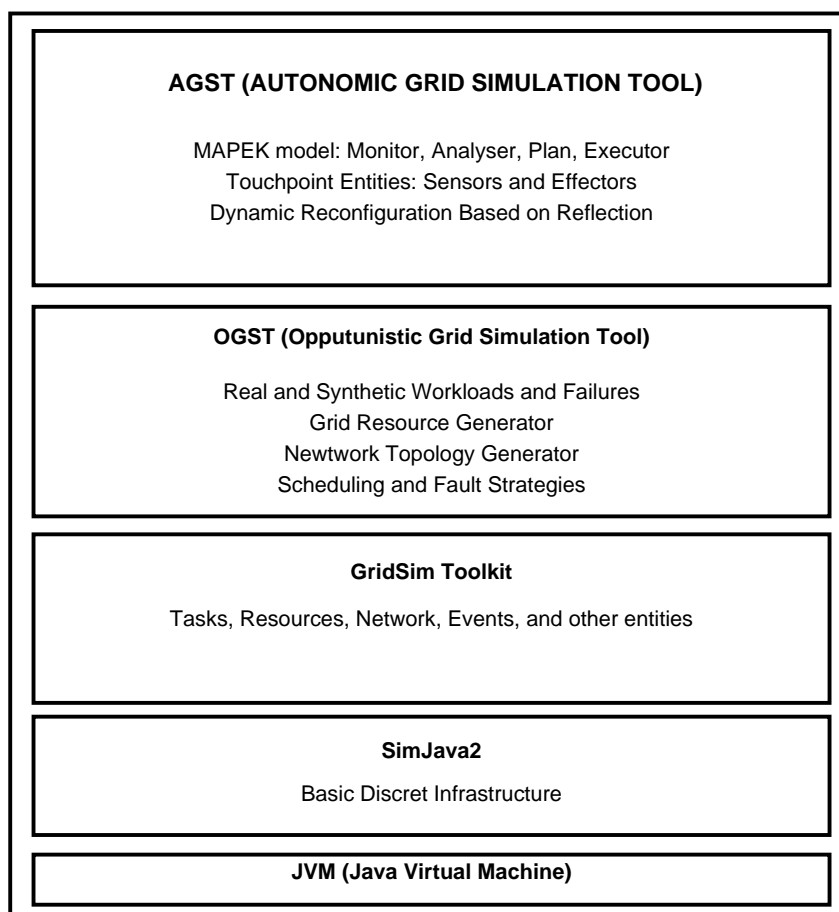 AGST (AUTONOMIC GRID SIMULATION TOOL)
MAPEK model: Monitor, Analyser, Plan, Executor
Touchpoint Entities: Sensors and Effectors
Dynamic Reconfiguration Based on Reflection
OGST (Opputunistic Grid Simulation Tool)
Real and Synthetic Workloads and Failures
Grid Resource Generator
Newtwork Topology Generator
Scheduling and Fault Strategies
GridSim Toolkit
Tasks, Resources, Network, Events, and other entities
SimJava2
Basic Discret Infrastructure
JVM (Java Virtual Machine)